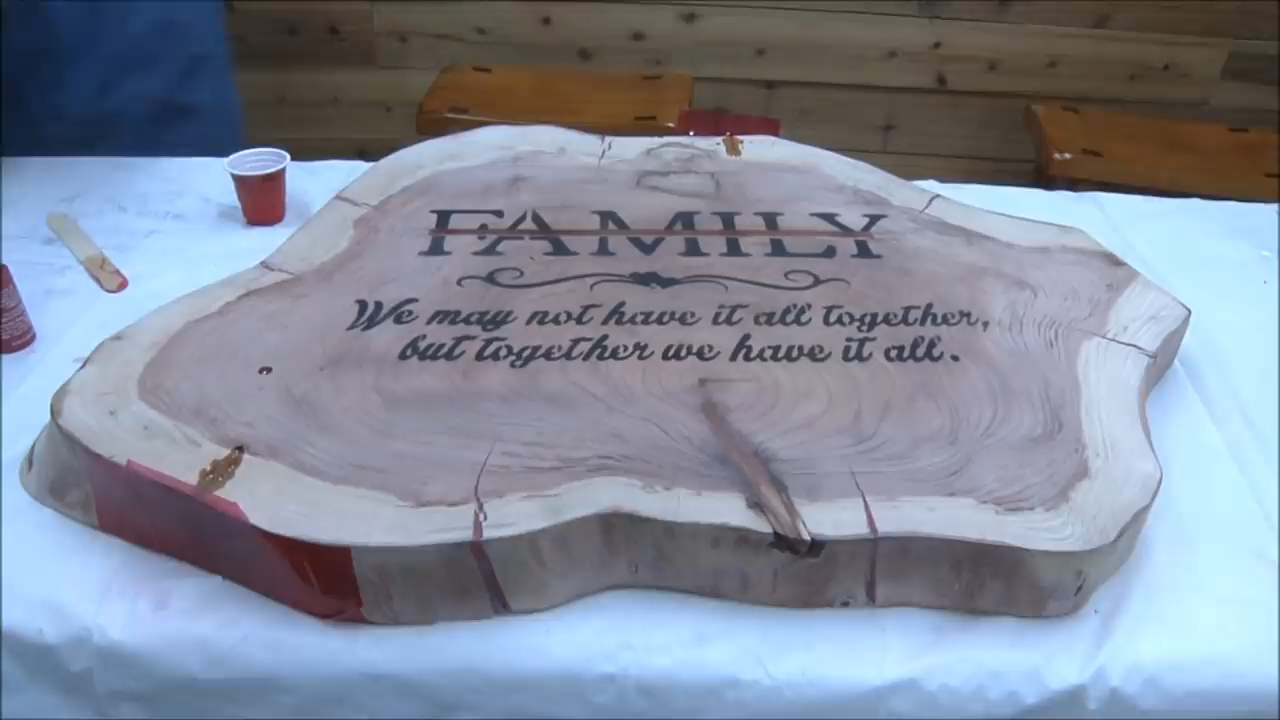 FAMILY
We may not have it all together,
but together we have it all.